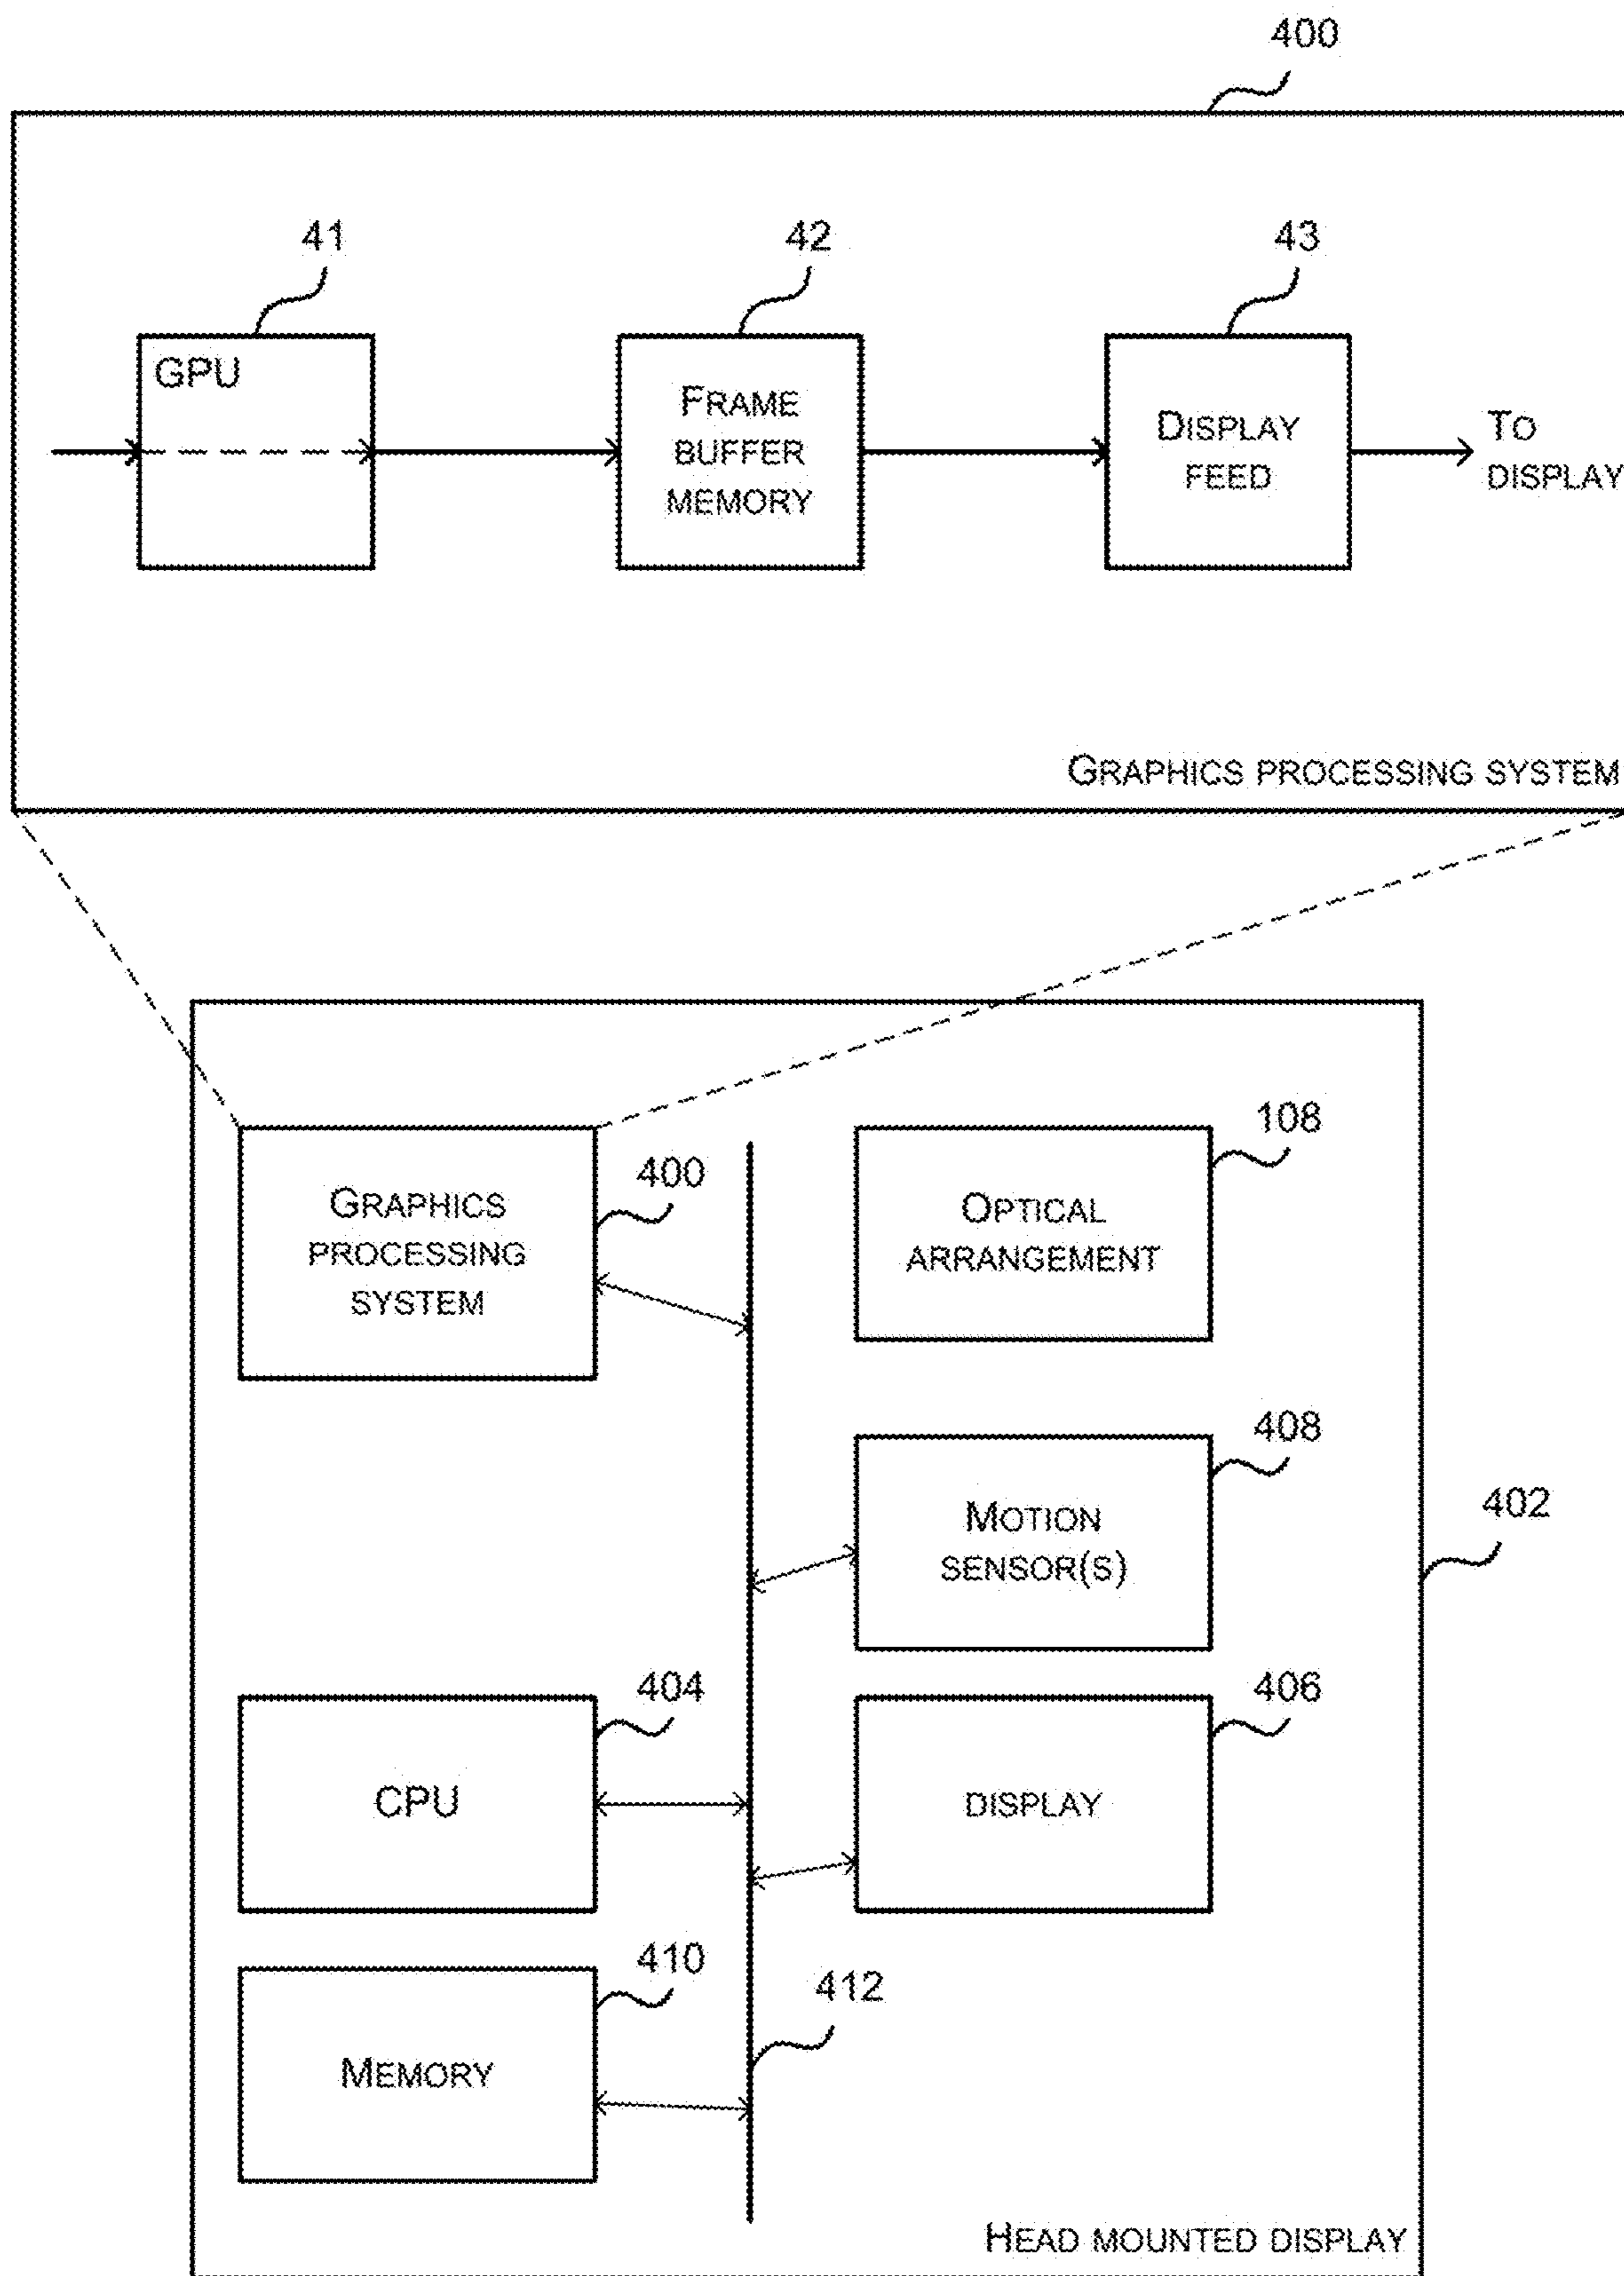 400
41
42
43
GPU
FRAME
BUFFER
MEMORY
DISPLAY
FEED
TO
DISPLAY
GRAPHICS PROCESSING SYSTEM
108
400
GRAPHICS
PROCESSING
SYSTEM
OPTICAL
ARRANGEMENT
408
MOTION
SENSOR(S)
402
404
406
CPU
DISPLAY
410
412
MEMORY
HEAD MOUNTED DISPLAY